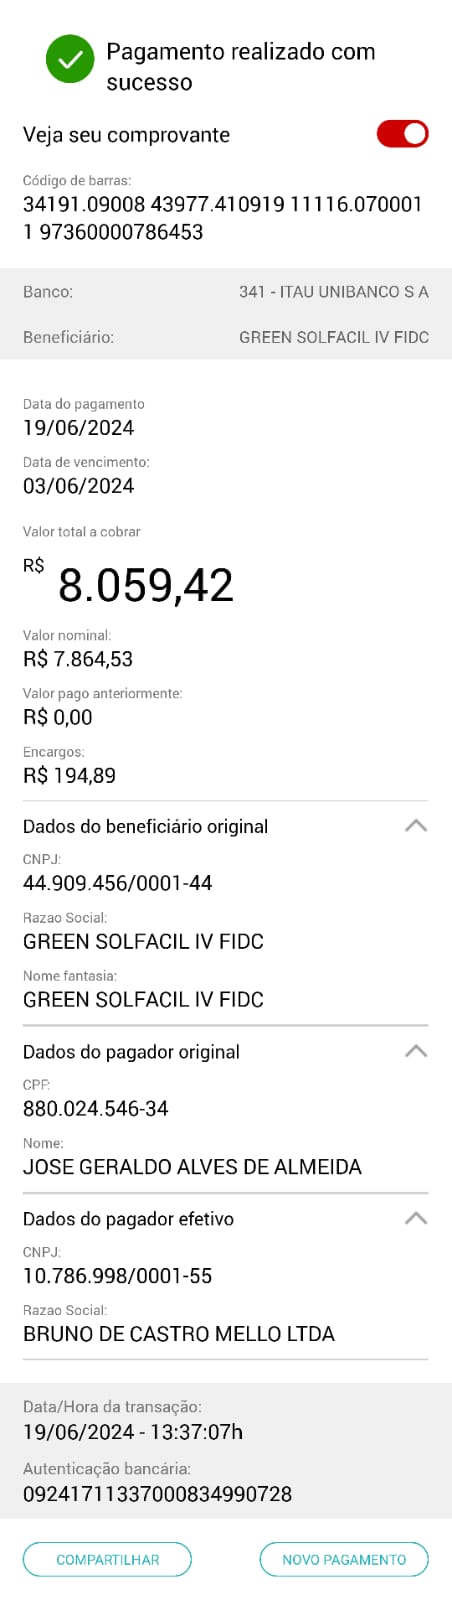 Pagamento realizado com
sucesso
Veja seu comprovante
Código de barras:
34191.09008 43977.410919 11116.070001
1 97360000786453
Banco: 341 - ITAU UNIBANCO S A
Beneficiário: GREEN SOLFACIL IV FIDC
Data do pagamento
19/06/2024
Data de vencimento:
03/06/2024
Valor total a cobrar
R$ 8.059,42
Valor nominal:
R$ 7.864,53
Valor pago anteriormente:
R$ 0,00
Encargos:
R$ 194,89
Dados do beneficiário original
CNPJ:
44.909.456/0001-44
Razao Social:
GREEN SOLFACIL IV FIDC
Nome fantasia:
GREEN SOLFACIL IV FIDC
Dados do pagador original
CPF:
880.024.546-34
Nome:
JOSE GERALDO ALVES DE ALMEIDA
Dados do pagador efetivo
CNPJ:
10.786.998/0001-55
Razao Social:
BRUNO DE CASTRO MELLO LTDA
Data/Hora da transação:
19/06/2024 - 13:37:07h
Autenticação bancária:
09241711337000834990728
COMPARTILHAR NOVO PAGAMENTO